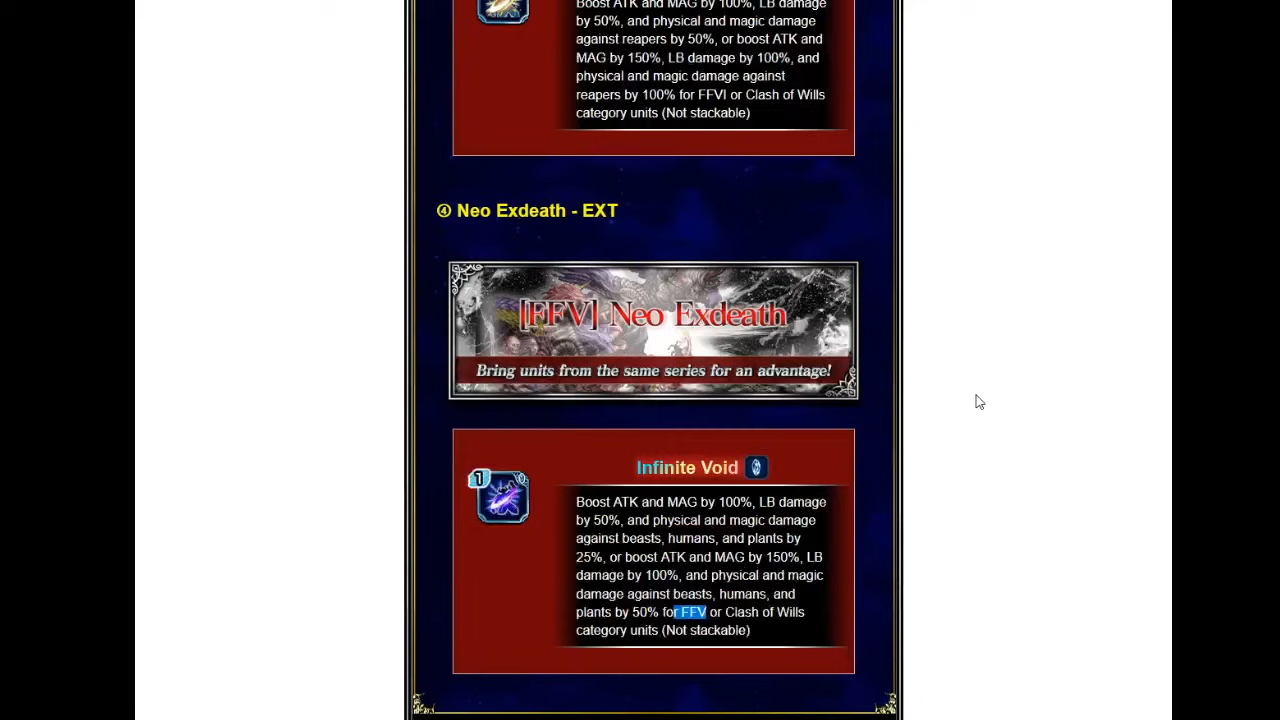 Boost ATK and MAG by 100%, LB damage
by 50%, and physical and magic damage
against reapers by 50%, or boost ATK and
MAG by 150%, LB damage by 100%, and
physical and magic damage against
reapers by 100% for FFVI or Clash of Wills
category units (Not stackable)
④ Neo Exdeath - EXT
[FFV] Neo Exdeath
Bring units from the same series for an advantage!
Infinite Void
1
Boost ATK and MAG by 100%, LB damage
by 50%, and physical and magic damage
against beasts, humans, and plants by
25%, or boost ATK and MAG by 150%, LB
damage by 100%, and physical and magic
damage against beasts, humans, and
plants by 50% for FFV or Clash of Wills
category units (Not stackable)